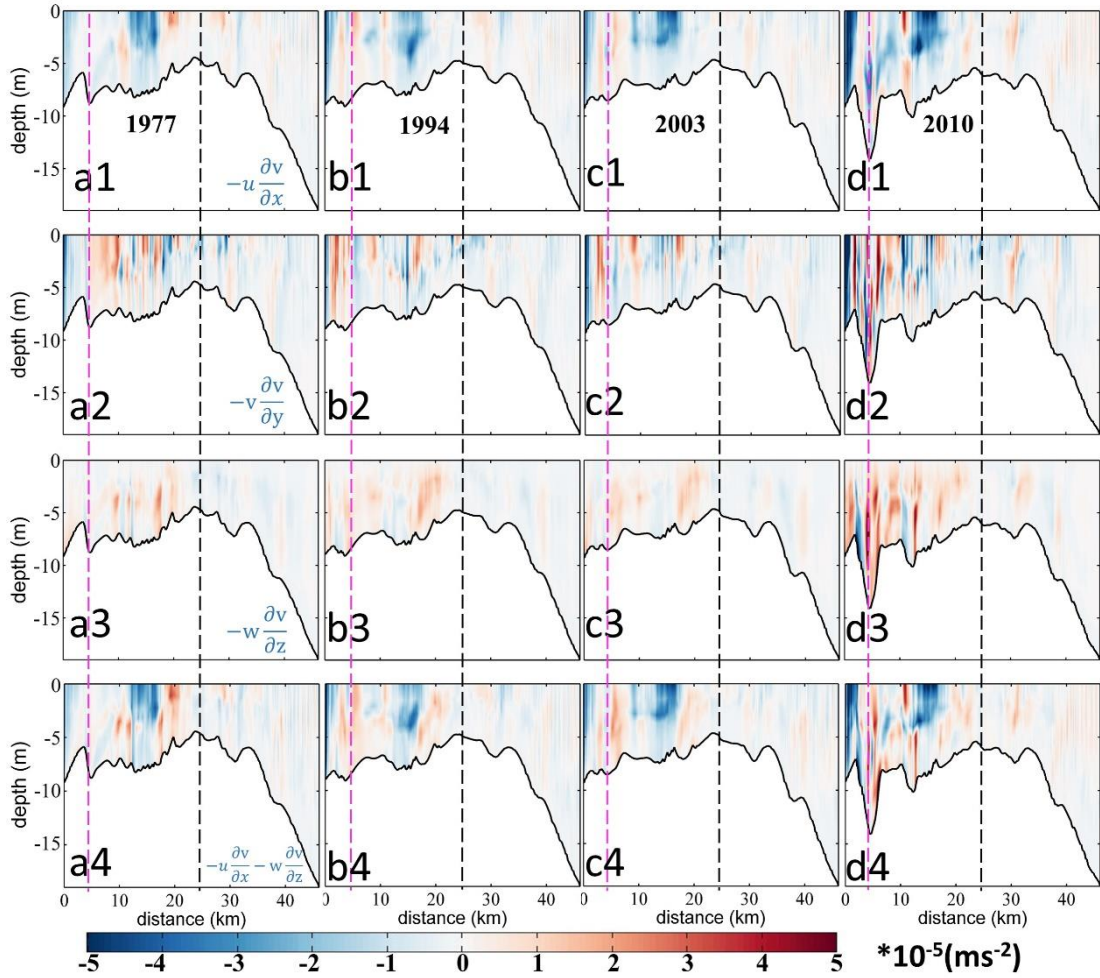 0
-5
-10
-15
depth (m)
1977
1994
2003
2010
a1
b1
c1
d1
−u ∂v/∂x
0
-5
-10
-15
depth (m)
a2
b2
c2
d2
−v ∂v/∂y
0
-5
-10
-15
depth (m)
a3
b3
c3
d3
−w ∂v/∂z
0
-5
-10
-15
depth (m)
a4
b4
c4
d4
−u ∂v/∂x − w ∂v/∂z
0 10 20 30 40 0 10 20 30 40 0 10 20 30 40 0 10 20 30 40
distance (km) distance (km) distance (km) distance (km)
-5 -4 -3 -2 -1 0 1 2 3 4 5 *10⁻⁵(ms⁻²)